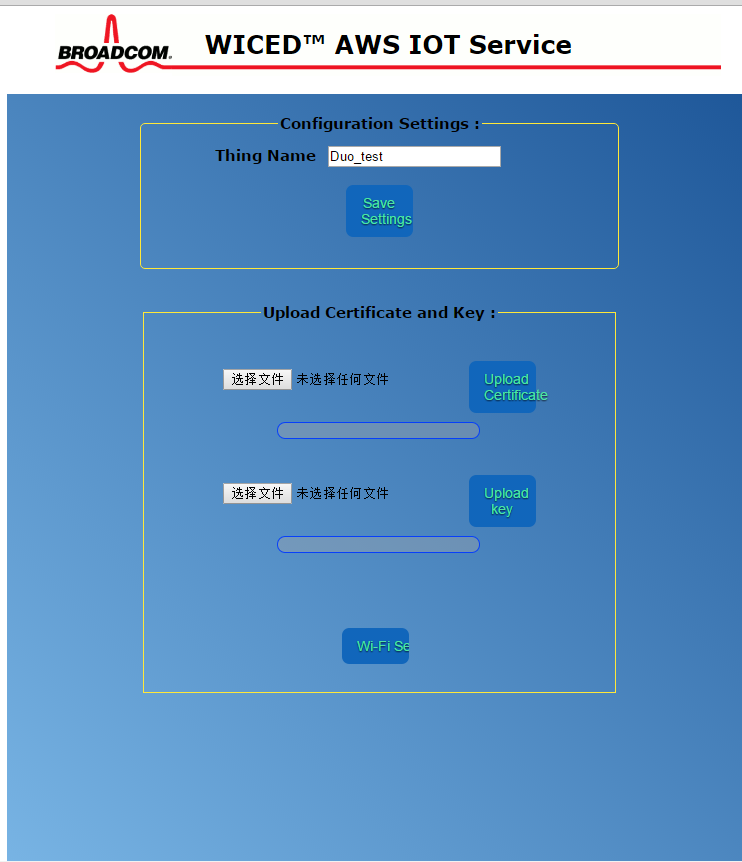 BROADCOM®
WICED™ AWS IOT Service
Configuration Settings :
Thing Name Duo_test
Save
Settings
Upload Certificate and Key :
选择文件 未选择任何文件
Upload
Certificate
选择文件 未选择任何文件
Upload
key
Wi-Fi Se